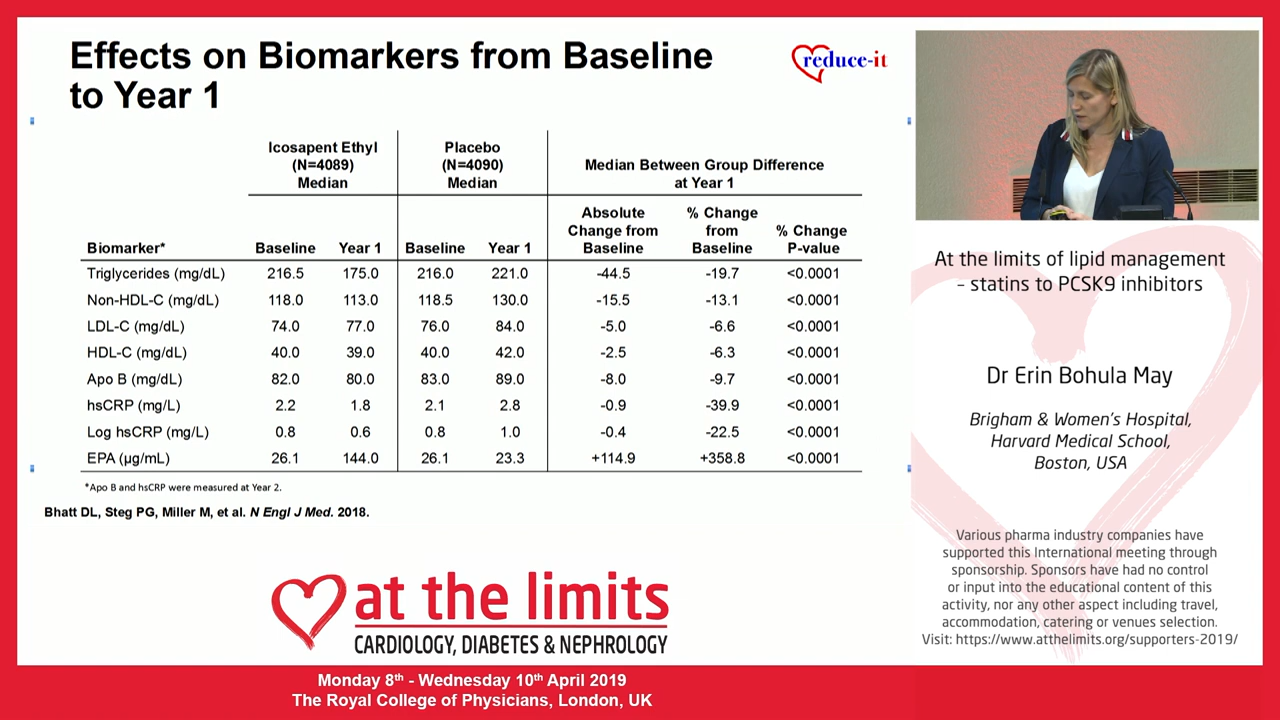 Effects on Biomarkers from Baseline
to Year 1
reduce-it
Icosapent Ethyl
(N=4089)
Median
Placebo
(N=4090)
Median
Median Between Group Difference
at Year 1
Biomarker* Baseline Year 1 Baseline Year 1 Absolute Change from Baseline % Change from Baseline % Change P-value
Triglycerides (mg/dL) 216.5 175.0 216.0 221.0 -44.5 -19.7 <0.0001
Non-HDL-C (mg/dL) 118.0 113.0 118.5 130.0 -15.5 -13.1 <0.0001
LDL-C (mg/dL) 74.0 77.0 76.0 84.0 -5.0 -6.6 <0.0001
HDL-C (mg/dL) 40.0 39.0 40.0 42.0 -2.5 -6.3 <0.0001
Apo B (mg/dL) 82.0 80.0 83.0 89.0 -8.0 -9.7 <0.0001
hsCRP (mg/L) 2.2 1.8 2.1 2.8 -0.9 -39.9 <0.0001
Log hsCRP (mg/L) 0.8 0.6 0.8 1.0 -0.4 -22.5 <0.0001
EPA (µg/mL) 26.1 144.0 26.1 23.3 +114.9 +358.8 <0.0001
*Apo B and hsCRP were measured at Year 2.
Bhatt DL, Steg PG, Miller M, et al. N Engl J Med. 2018.
at the limits
CARDIOLOGY, DIABETES & NEPHROLOGY
Monday 8th - Wednesday 10th April 2019
The Royal College of Physicians, London, UK
At the limits of lipid management
– statins to PCSK9 inhibitors
Dr Erin Bohula May
Brigham & Women's Hospital,
Harvard Medical School,
Boston, USA
Various pharma industry companies have
supported this International meeting through
sponsorship. Sponsors have had no control
or input into the educational content of this
activity, nor any other aspect including travel,
accommodation, catering or venues selection.
Visit: https://www.atthelimits.org/supporters-2019/